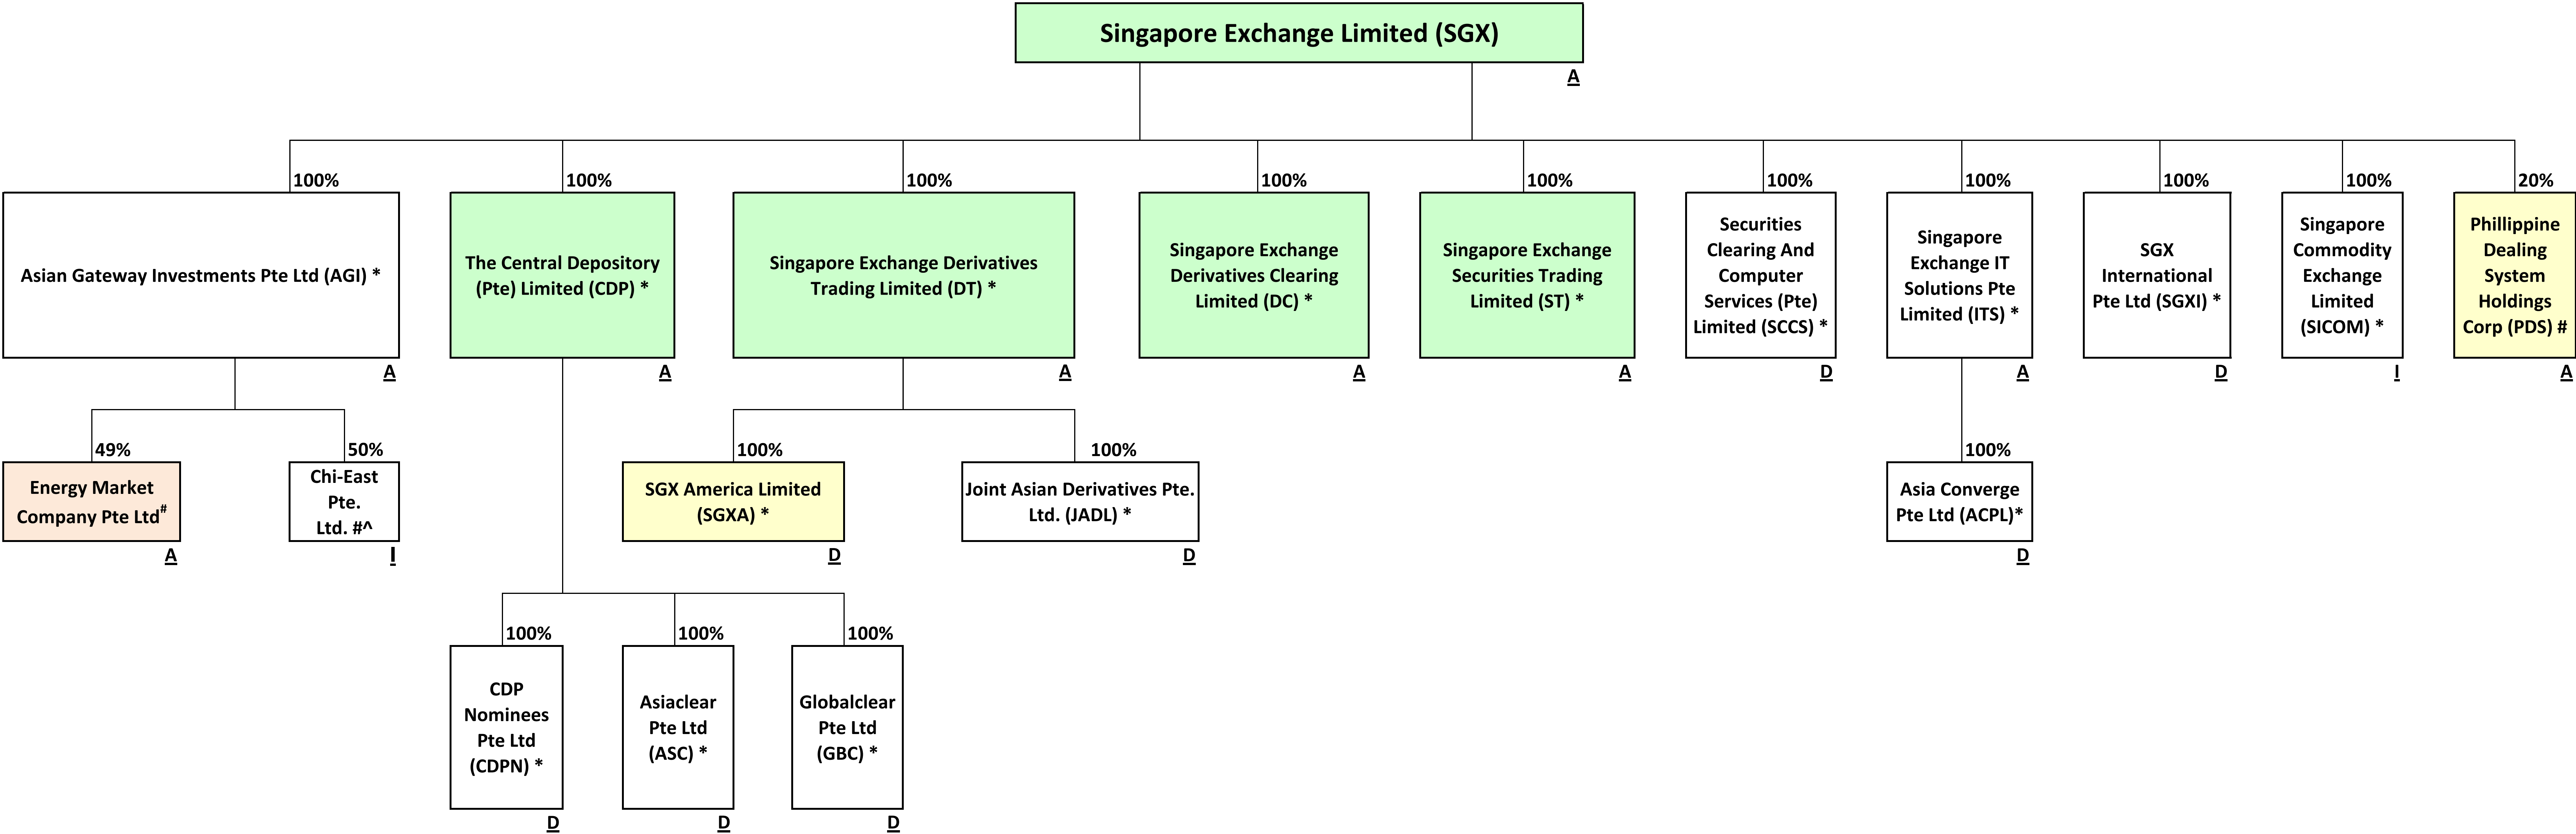 Singapore Exchange Limited (SGX)
A
100%
100%
100%
100%
100%
100%
100%
100%
100%
20%
Asian Gateway Investments Pte Ltd (AGI) *
A
The Central Depository
(Pte) Limited (CDP) *
A
Singapore Exchange Derivatives
Trading Limited (DT) *
A
Singapore Exchange
Derivatives Clearing
Limited (DC) *
A
Singapore Exchange
Securities Trading
Limited (ST) *
A
Securities
Clearing And
Computer
Services (Pte)
Limited (SCCS) *
D
Singapore
Exchange IT
Solutions Pte
Limited (ITS) *
A
SGX
International
Pte Ltd (SGXI) *
D
Singapore
Commodity
Exchange
Limited
(SICOM) *
I
Phillippine
Dealing
System
Holdings
Corp (PDS) #
A
49%
50%
100%
100%
100%
Energy Market
Company Pte Ltd#
A
Chi-East
Pte.
Ltd. #^
I
SGX America Limited
(SGXA) *
D
Joint Asian Derivatives Pte.
Ltd. (JADL) *
D
Asia Converge
Pte Ltd (ACPL)*
D
100%
100%
100%
CDP
Nominees
Pte Ltd
(CDPN) *
D
Asiaclear
Pte Ltd
(ASC) *
D
Globalclear
Pte Ltd
(GBC) *
D